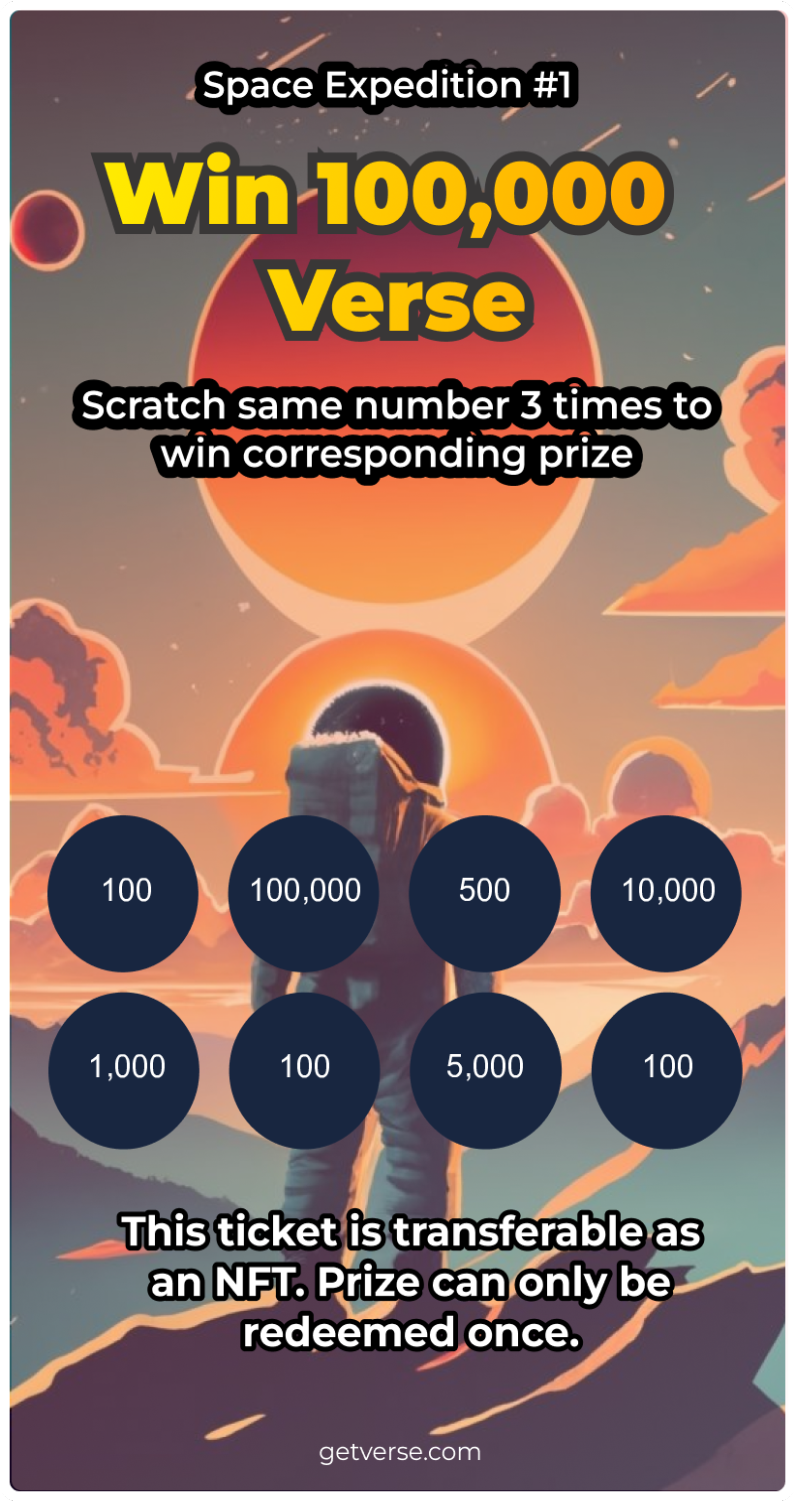 Space Expedition #1
Win 100,000
Verse
Scratch same number 3 times to
win corresponding prize
100 100,000 500 10,000
1,000 100 5,000 100
This ticket is transferable as
an NFT. Prize can only be
redeemed once.
getverse.com